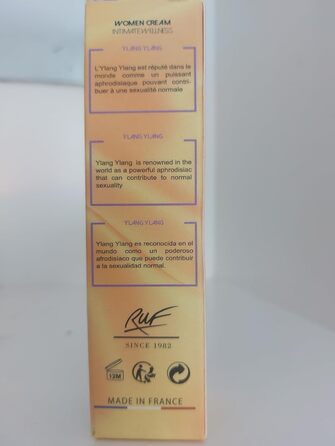 WOMEN CREAM
INTIMATE WELLNESS
YLANG YLANG
L'Ylang Ylang est réputé dans le
monde comme un puissant
aphrodisiaque pouvant contri-
buer à une sexualité normale
YLANG YLANG
Ylang Ylang is renowned in the
world as a powerful aphrodisiac
that can contribute to normal
sexuality
YLANG YLANG
Ylang Ylang es reconocida en el
mundo como un poderoso
afrodisiaco que puede contribuir
a la sexualidad normal.
RUF
SINCE 1982
12M
MADE IN FRANCE